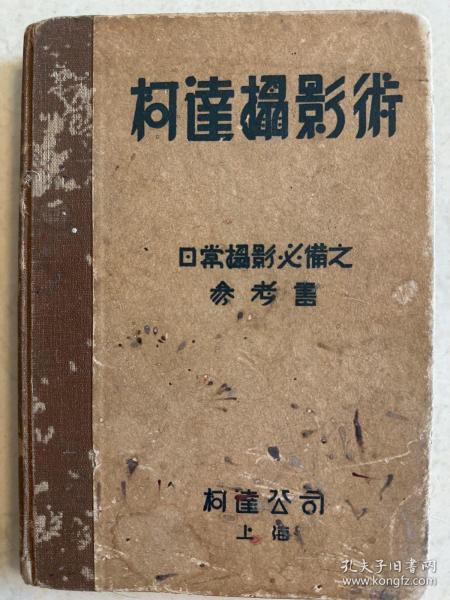 柯達攝影術
日常攝影必備之
參考書
柯達公司
上海
孔夫子旧书网
www.kongfz.com